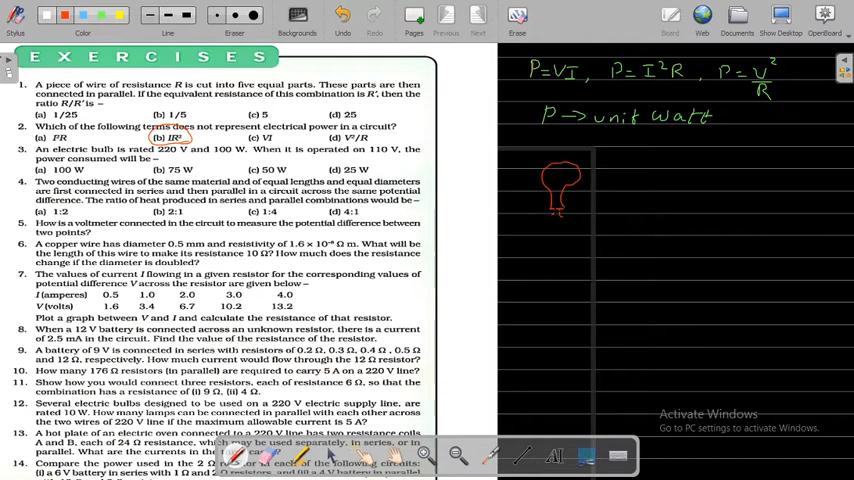 Stylus
Color
Line
Eraser
Backgrounds
Undo
Pages
Erase
Board
Web
Documents
Show Desktop
OpenBoard
EXERCISES
1. A piece of wire of resistance R is cut into five equal parts. These parts are then
connected in parallel. If the equivalent resistance of this combination is R′, then the
ratio R/R′ is –
(a) 1/25 (b) 1/5 (c) 5 (d) 25
2. Which of the following terms does not represent electrical power in a circuit?
(a) I²R (b) IR² (c) VI (d) V²/R
3. An electric bulb is rated 220 V and 100 W. When it is operated on 110 V, the
power consumed will be –
(a) 100 W (b) 75 W (c) 50 W (d) 25 W
4. Two conducting wires of the same material and of equal lengths and equal diameters
are first connected in series and then parallel in a circuit across the same potential
difference. The ratio of heat produced in series and parallel combinations would be –
(a) 1:2 (b) 2:1 (c) 1:4 (d) 4:1
5. How is a voltmeter connected in the circuit to measure the potential difference between
two points?
6. A copper wire has diameter 0.5 mm and resistivity of 1.6 × 10⁻⁸ Ω m. What will be
the length of this wire to make its resistance 10 Ω? How much does the resistance
change if the diameter is doubled?
7. The values of current I flowing in a given resistor for the corresponding values of
potential difference V across the resistor are given below –
I (amperes) 0.5 1.0 2.0 3.0 4.0
V (volts) 1.6 3.4 6.7 10.2 13.2
Plot a graph between V and I and calculate the resistance of that resistor.
8. When a 12 V battery is connected across an unknown resistor, there is a current
of 2.5 mA in the circuit. Find the value of the resistance of the resistor.
9. A battery of 9 V is connected in series with resistors of 0.2 Ω, 0.3 Ω, 0.4 Ω , 0.5 Ω
and 12 Ω, respectively. How much current would flow through the 12 Ω resistor?
10. How many 176 Ω resistors (in parallel) are required to carry 5 A on a 220 V line?
11. Show how you would connect three resistors, each of resistance 6 Ω, so that the
combination has a resistance of (i) 9 Ω, (ii) 4 Ω.
12. Several electric bulbs designed to be used on a 220 V electric supply line, are
rated 10 W. How many lamps can be connected in parallel with each other across
the two wires of 220 V line if the maximum allowable current is 5 A?
13. A hot plate of an electric oven connected to a 220 V line has two resistance coils
A and B, each of 24 Ω resistance, which may be used separately, in series, or in
parallel. What are the currents in the
14. Compare the power used in the 2 Ω
(i) a 6 V battery in series with 1 Ω and 2
P=VI, P=I²R, P=V²/R
P → unit watt
Activate Windows
Go to PC settings to activate Windows.